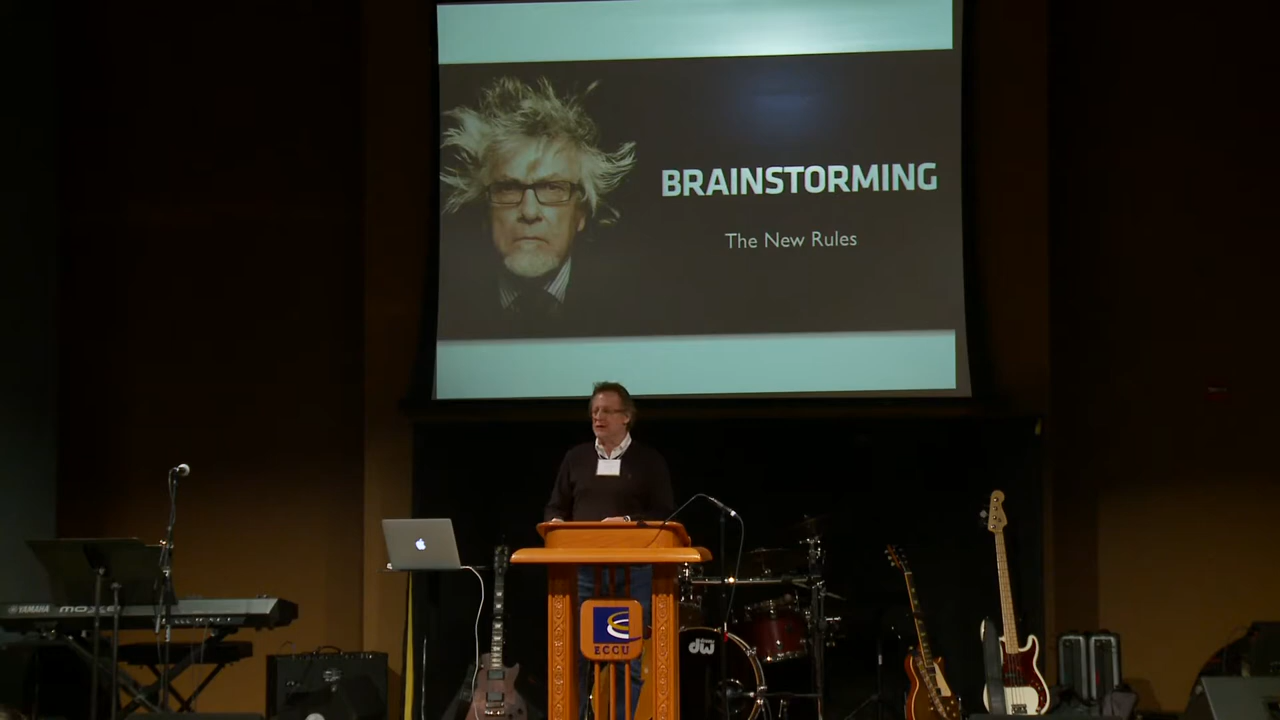 BRAINSTORMING
The New Rules
YAMAHA
dw
ECCU